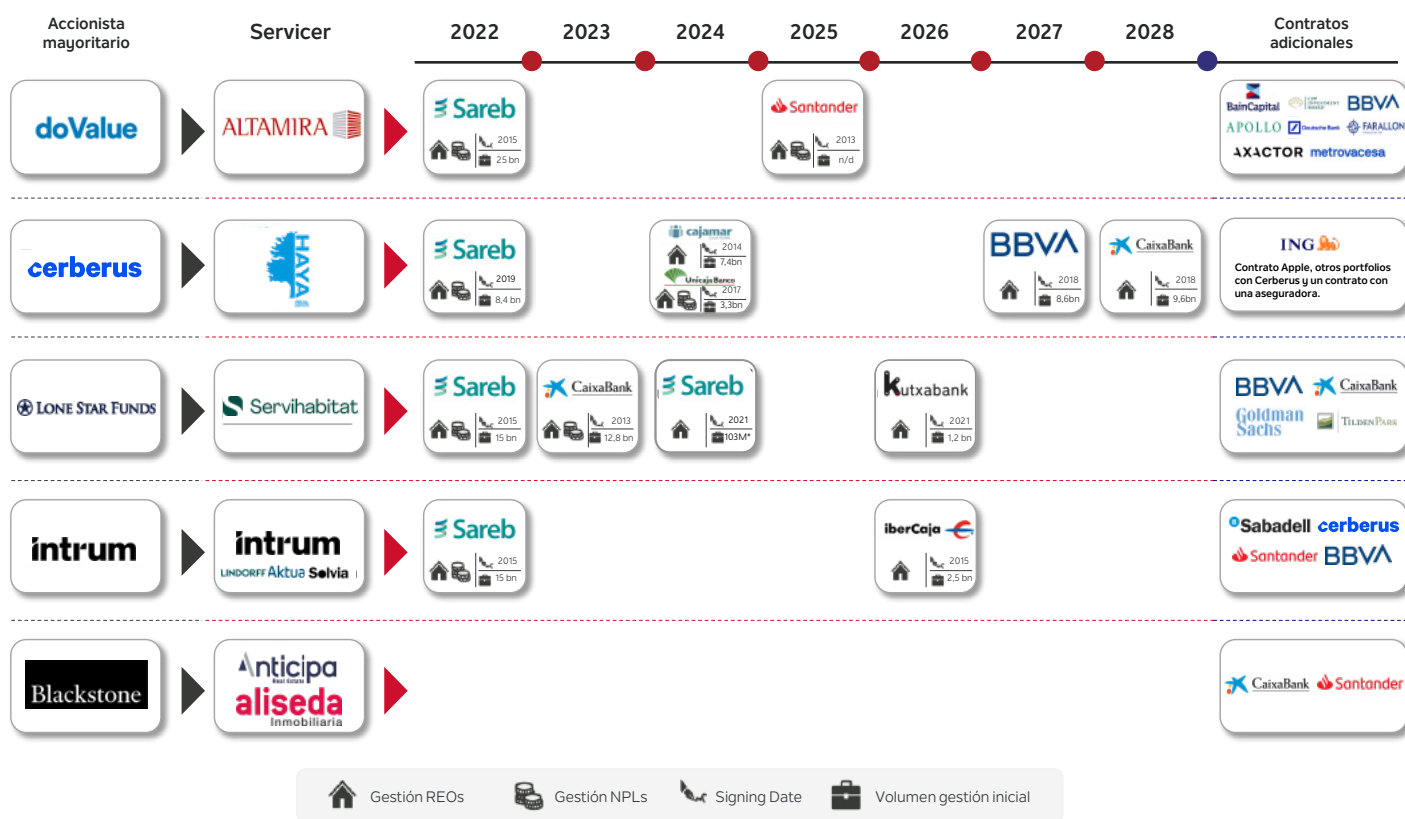 Accionista
mayoritario
Servicer
2022
2023
2024
2025
2026
2027
2028
Contratos
adicionales
doValue
ALTAMIRA
Sareb
2015
25 bn
Santander
2013
n/d
BainCapital
BBVA
APOLLO
Deutsche Bank
FARALLON
AXACTOR metrovacesa
cerberus
HAYA
Sareb
2019
8,4 bn
cajamar
2014
7,4bn
Unicaja Banco
2017
3,3bn
BBVA
2018
8,6bn
CaixaBank
2018
9,6bn
ING
Contrato Apple, otros portfolios
con Cerberus y un contrato con
una aseguradora.
LONE STAR FUNDS
Servihabitat
Sareb
2015
15 bn
CaixaBank
2013
12,8 bn
Sareb
2021
103M*
kutxabank
2021
1,2 bn
BBVA CaixaBank
Goldman
Sachs
TILDEN PARK
intrum
intrum
LINDORFF Aktua Solvia
Sareb
2015
15 bn
iberCaja
2015
2,5 bn
Sabadell cerberus
Santander BBVA
Blackstone
Anticipa
Real Estate
aliseda
Inmobiliaria
CaixaBank Santander
Gestión REOs
Gestión NPLs
Signing Date
Volumen gestión inicial